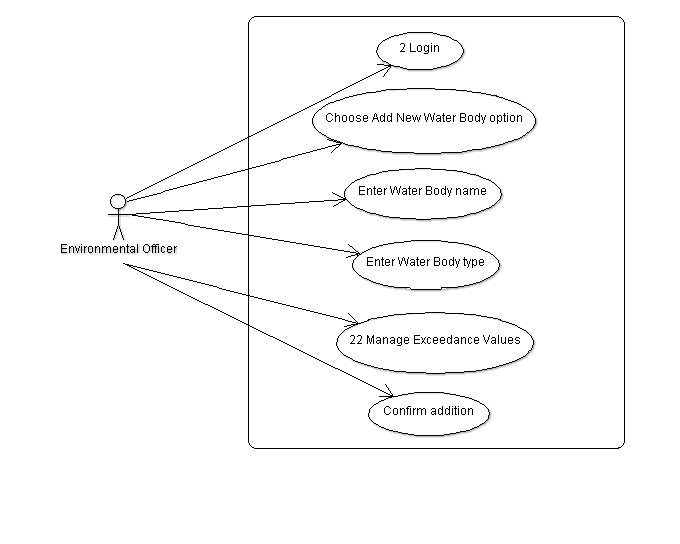 2 Login
Choose Add New Water Body option
Enter Water Body name
Environmental Officer
Enter Water Body type
22 Manage Exceedance Values
Confirm addition